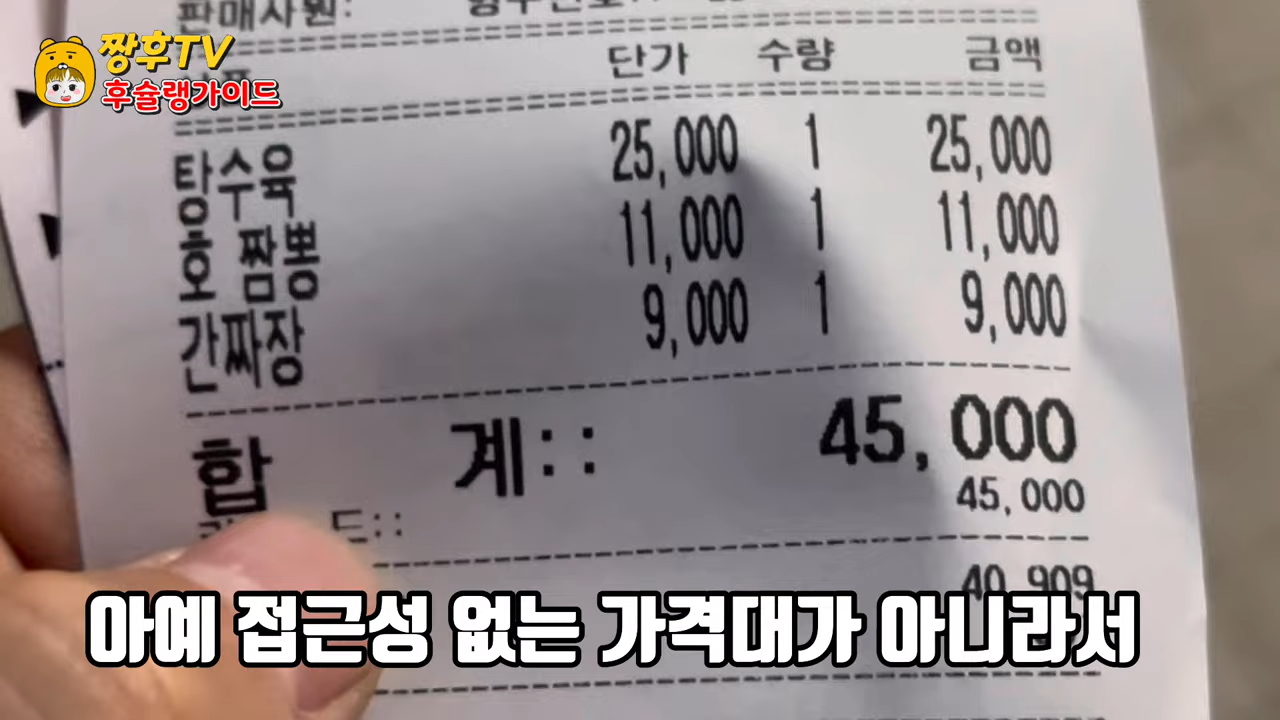 판매사원:
짱후TV
후슐랭가이드
단가 수량 금액
탕수육 25,000 1 25,000
호 짬뽕 11,000 1 11,000
간짜장 9,000 1 9,000
합 계:: 45,000
드:: 45,000
40,909
아예 접근성 없는 가격대가 아니라서